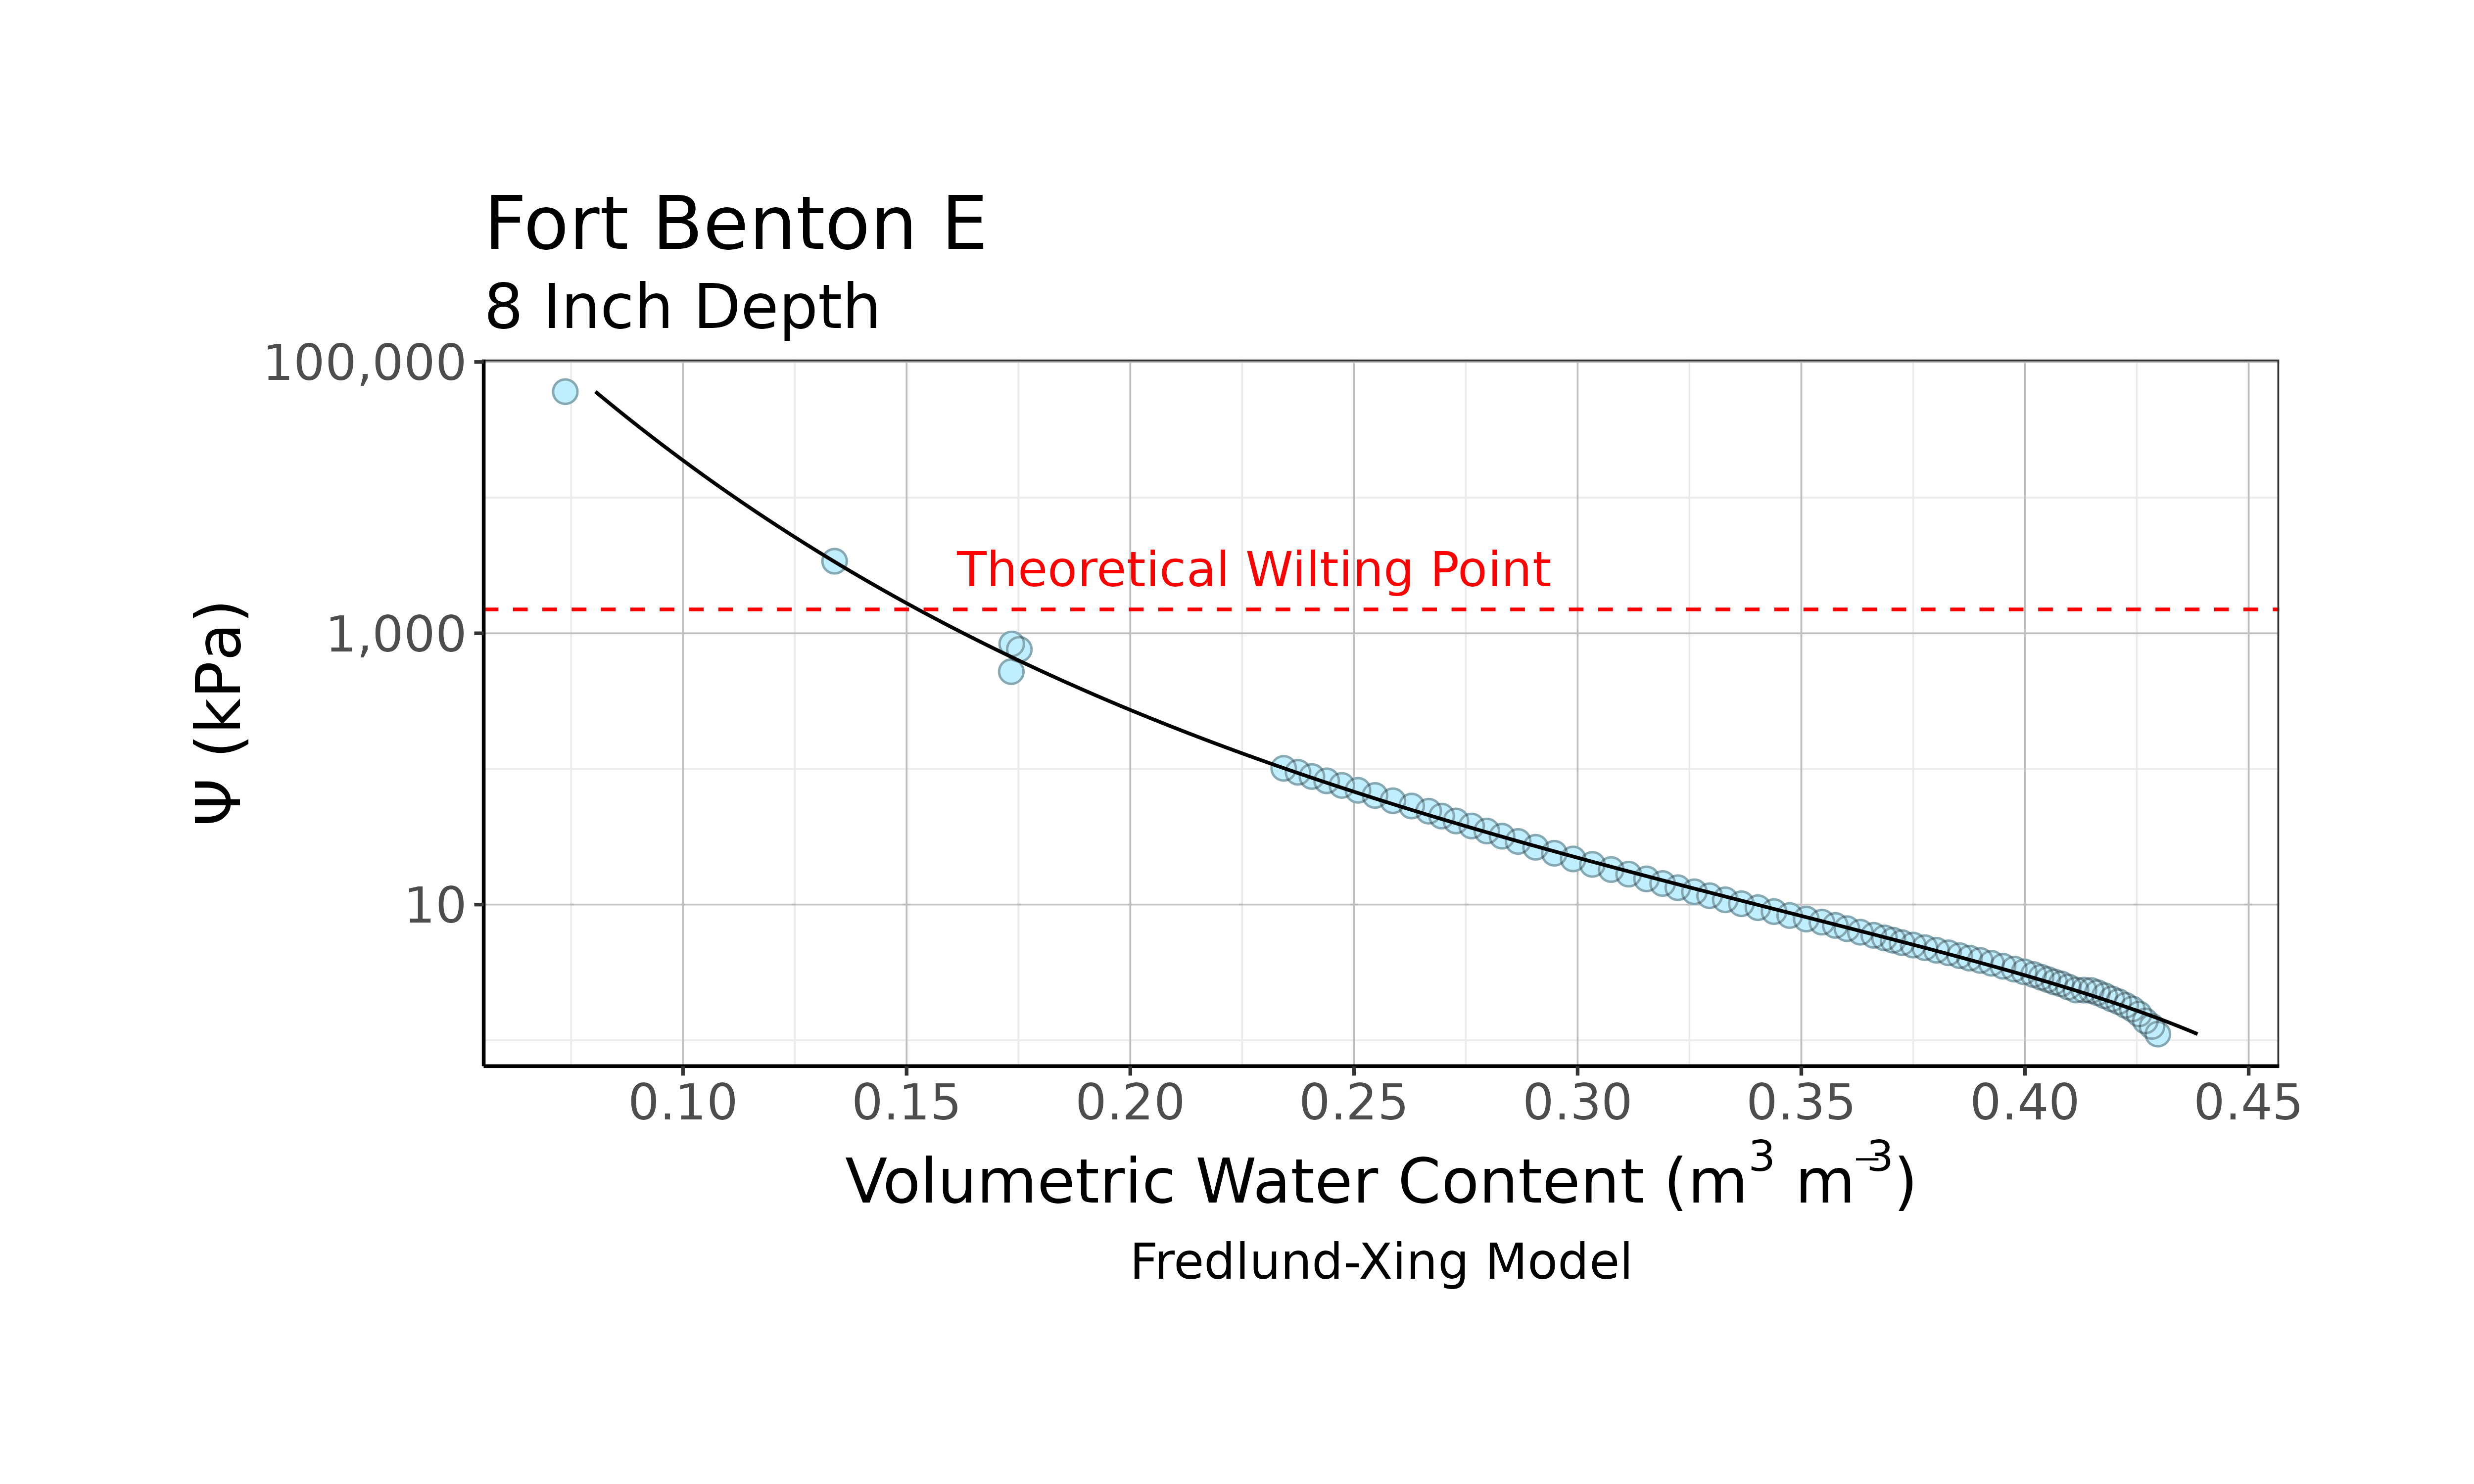 Fort Benton E
8 Inch Depth
100,000
1,000
10
Ψ (kPa)
Theoretical Wilting Point
0.10 0.15 0.20 0.25 0.30 0.35 0.40 0.45
Volumetric Water Content (m³ m⁻³)
Fredlund-Xing Model